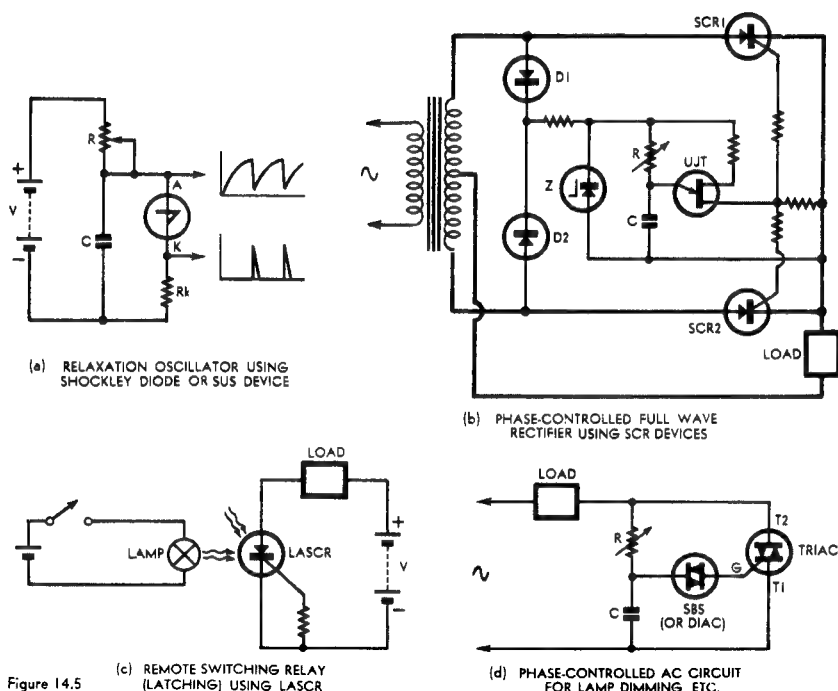 +
V
-
R
C
A
K
Rk
(a) RELAXATION OSCILLATOR USING
SHOCKLEY DIODE OR SUS DEVICE
SCR1
D1
R
UJT
Z
C
D2
SCR2
LOAD
(b) PHASE-CONTROLLED FULL WAVE
RECTIFIER USING SCR DEVICES
LOAD
LAMP
LASCR
+
V
-
Figure 14.5
(c) REMOTE SWITCHING RELAY
(LATCHING) USING LASCR
LOAD
R
T2
TRIAC
G
T1
SBS
(OR DIAC)
C
(d) PHASE-CONTROLLED AC CIRCUIT
FOR LAMP DIMMING, ETC.